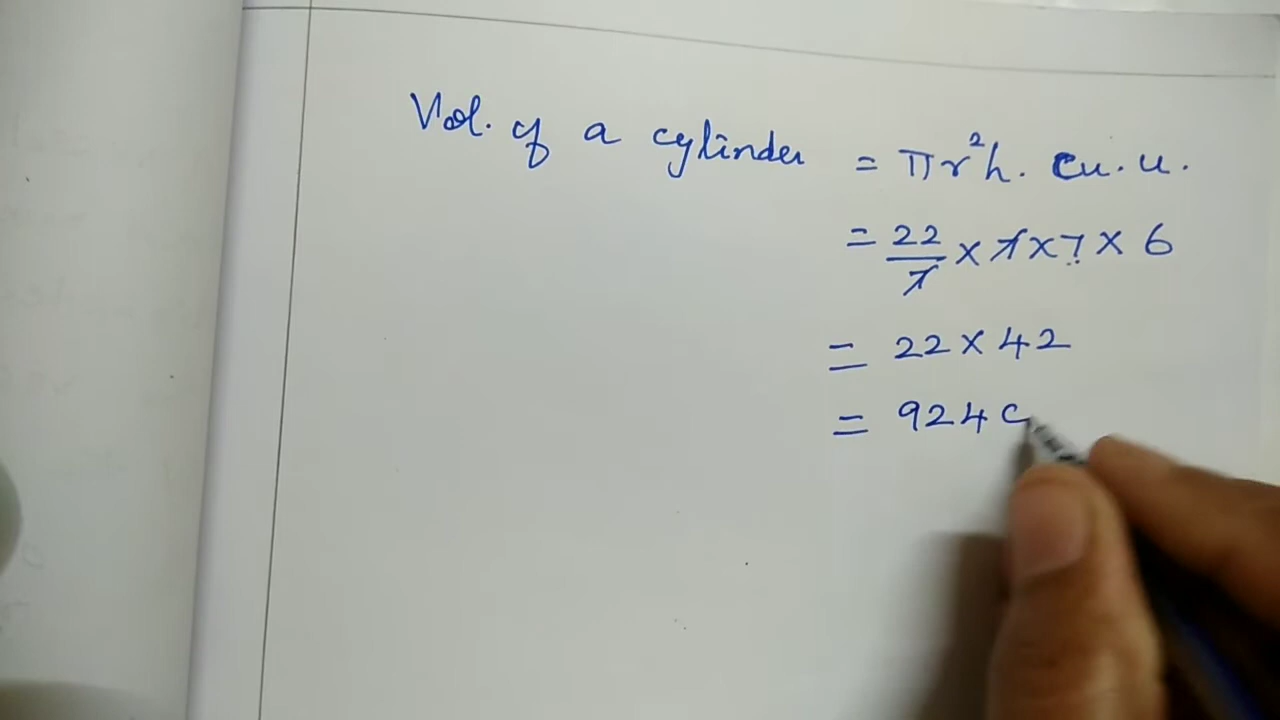 Vol. of a cylinder = πr²h. cu.u.
= 22/7 × 7 × 7 × 6
= 22 × 42
= 924 c